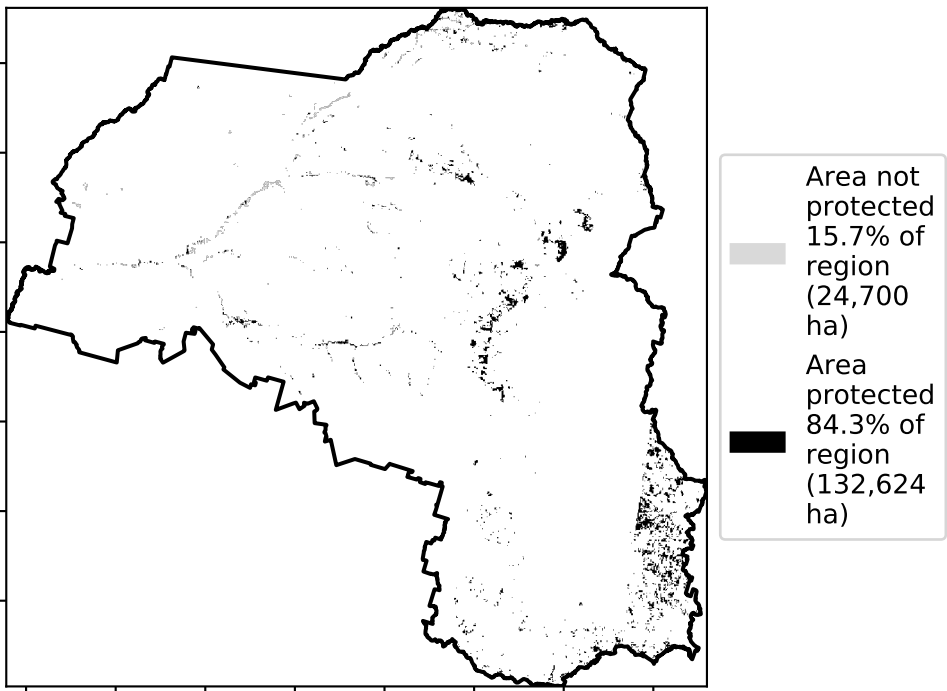 Area not
protected
15.7% of
region
(24,700
ha)
Area
protected
84.3% of
region
(132,624
ha)